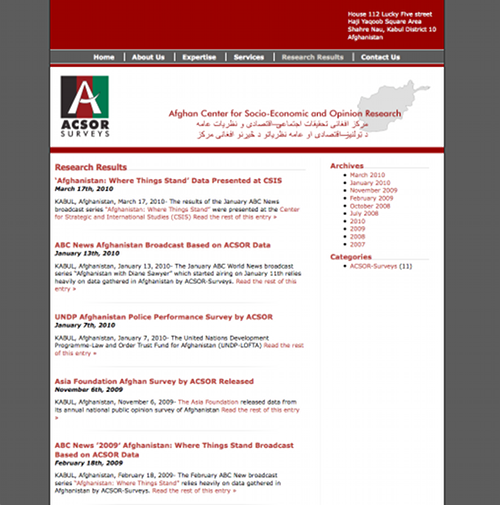 House 112 Lucky Five street
Haji Yaqoob Square Area
Shahre Nau, Kabul District 10
Afghanistan
Home | About Us | Expertise | Services | Research Results | Contact Us
A
ACSOR
SURVEYS
Afghan Center for Socio-Economic and Opinion Research
مرکز افغانی تحقیقات اجتماعی-اقتصادی و نظریات عامه
د ټولنیز-اقتصادی او عامه نظریاتو د څیړنو افغانی مرکز
Research Results
'Afghanistan: Where Things Stand' Data Presented at CSIS
March 17th, 2010
KABUL, Afghanistan, March 17, 2010- The results of the January ABC News
broadcast series "Afghanistan: Where Things Stand" were presented at the Center
for Strategic and International Studies (CSIS) Read the rest of this entry »
ABC News Afghanistan Broadcast Based on ACSOR Data
January 13th, 2010
KABUL, Afghanistan, January 13, 2010- The January ABC World News broadcast
series "Afghanistan with Diane Sawyer" which started airing on January 11th relies
heavily on data gathered in Afghanistan by ACSOR-Surveys. Read the rest of this
entry »
UNDP Afghanistan Police Performance Survey by ACSOR
January 7th, 2010
KABUL, Afghanistan, January 7, 2010- The United Nations Development
Programme-Law and Order Trust Fund for Afghanistan (UNDP-LOFTA) Read the rest
of this entry »
Asia Foundation Afghan Survey by ACSOR Released
November 6th, 2009
KABUL, Afghanistan, November 6, 2009- The Asia Foundation released data from
its annual national public opinion survey of Afghanistan Read the rest of this entry
»
ABC News '2009' Afghanistan: Where Things Stand Broadcast
Based on ACSOR Data
February 18th, 2009
KABUL, Afghanistan, February 18, 2009- The February ABC New broadcast
series "Afghanistan: Where Things Stand" relies heavily on data gathered in
Afghanistan by ACSOR-Surveys. Read the rest of this entry »
Archives
March 2010
January 2010
November 2009
February 2009
October 2008
July 2008
2010
2009
2008
2007
Categories
ACSOR-Surveys (11)